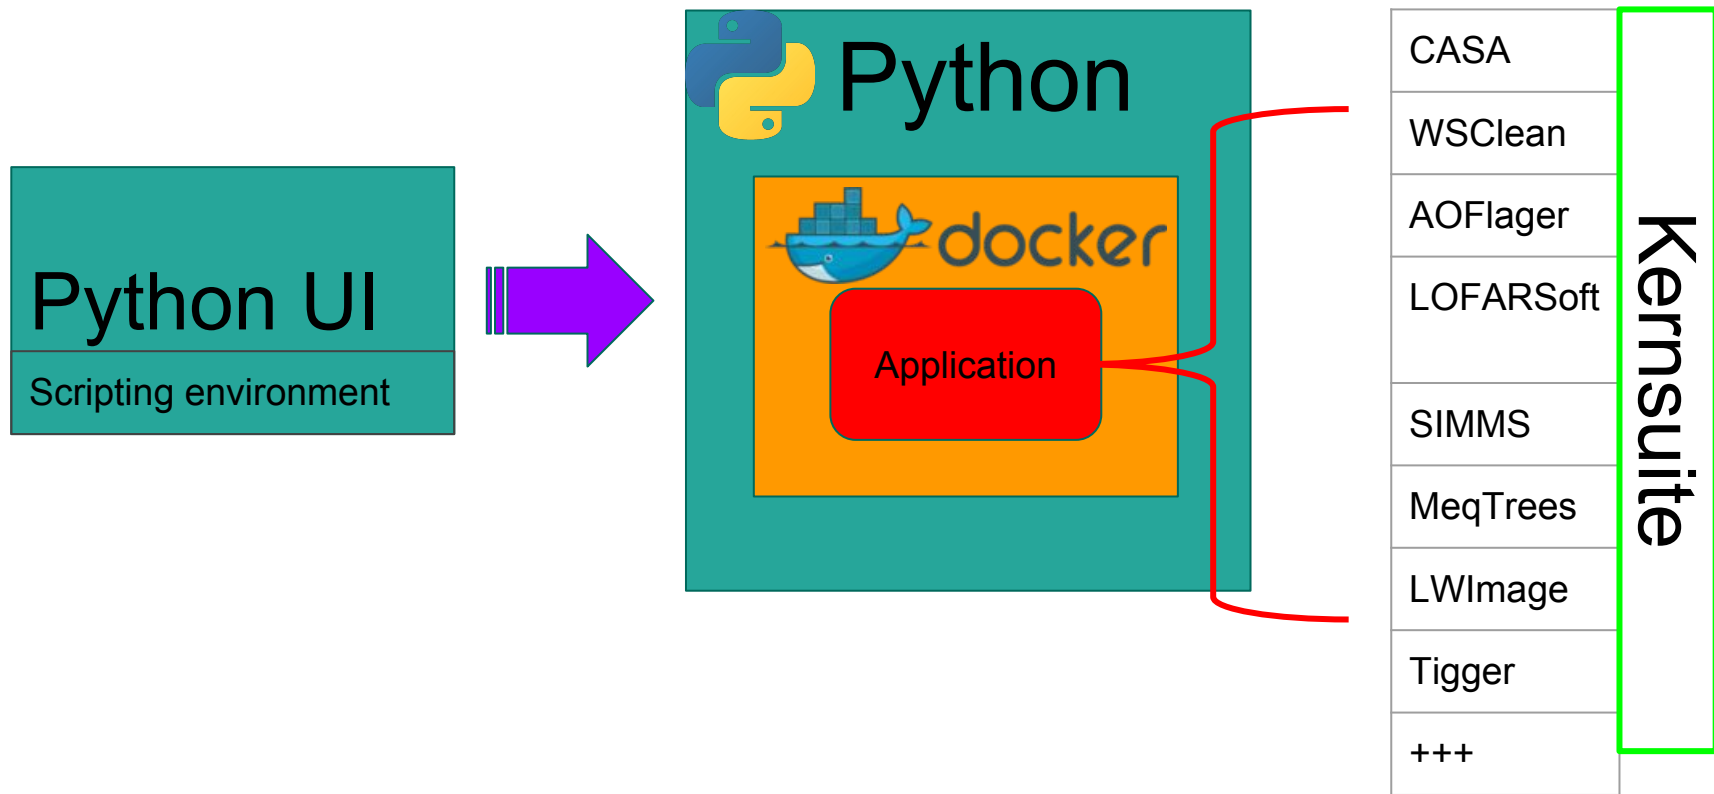 Python UI
Scripting environment
Python
docker
Application
CASA
WSClean
AOFlager
LOFARSoft
SIMMS
MeqTrees
LWImage
Tigger
+++
Kernsuite